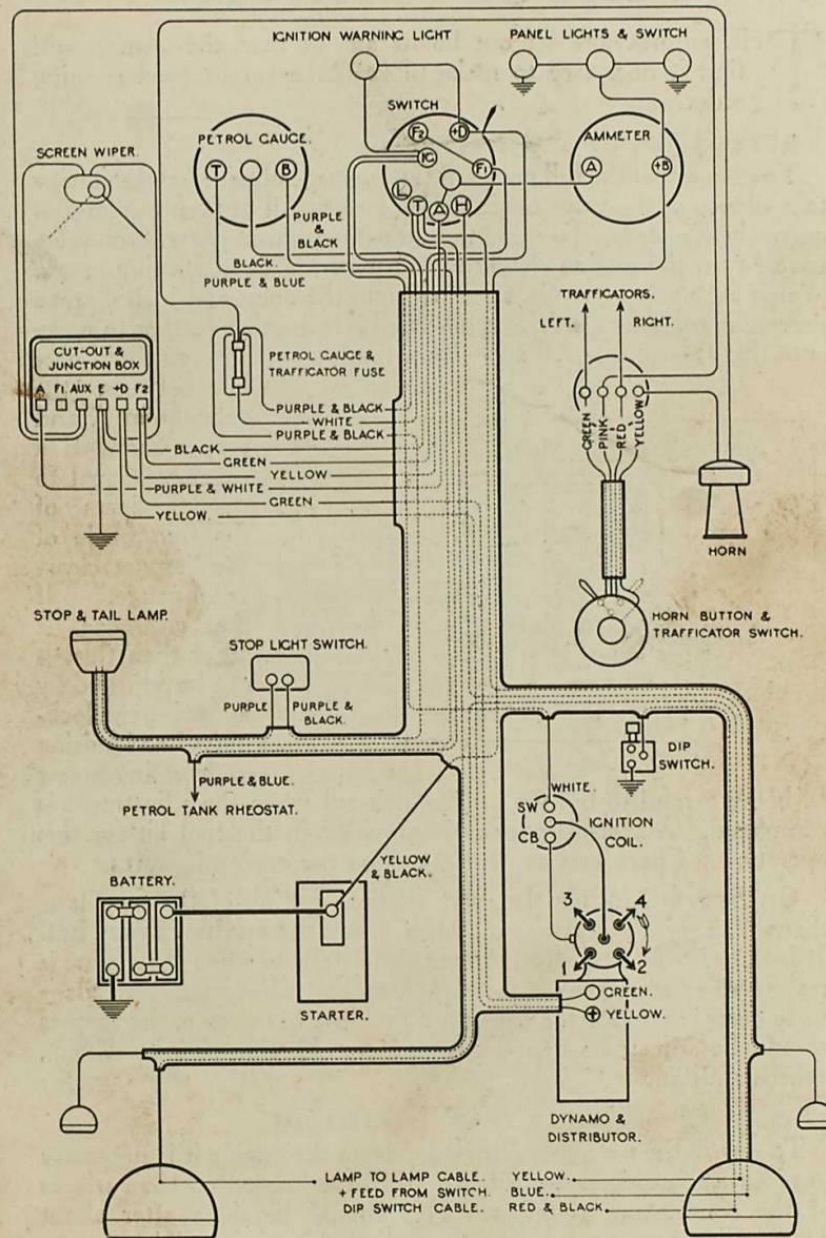 IGNITION WARNING LIGHT
PANEL LIGHTS & SWITCH
SCREEN WIPER.
PETROL GAUGE.
T
B
SWITCH
F2
+D
IC
F1
L
T
A
H
AMMETER
A
+B
PURPLE
&
BLACK
BLACK.
PURPLE & BLUE
CUT-OUT &
JUNCTION BOX
A F1 AUX E +D F2
PETROL GAUGE &
TRAFFICATOR FUSE
PURPLE & BLACK
WHITE
PURPLE & BLACK
BLACK
GREEN
YELLOW
PURPLE & WHITE
GREEN
YELLOW.
TRAFFICATORS.
LEFT.
RIGHT.
GREEN
PINK
RED
YELLOW
HORN
HORN BUTTON &
TRAFFICATOR SWITCH.
STOP & TAIL LAMP.
STOP LIGHT SWITCH.
PURPLE
PURPLE &
BLACK.
PURPLE & BLUE.
PETROL TANK RHEOSTAT.
DIP
SWITCH.
WHITE.
SW
CB
IGNITION
COIL.
YELLOW
& BLACK.
BATTERY.
STARTER.
3
4
1
2
GREEN.
+ YELLOW.
DYNAMO &
DISTRIBUTOR.
LAMP TO LAMP CABLE. YELLOW.
+ FEED FROM SWITCH. BLUE.
DIP SWITCH CABLE. RED & BLACK